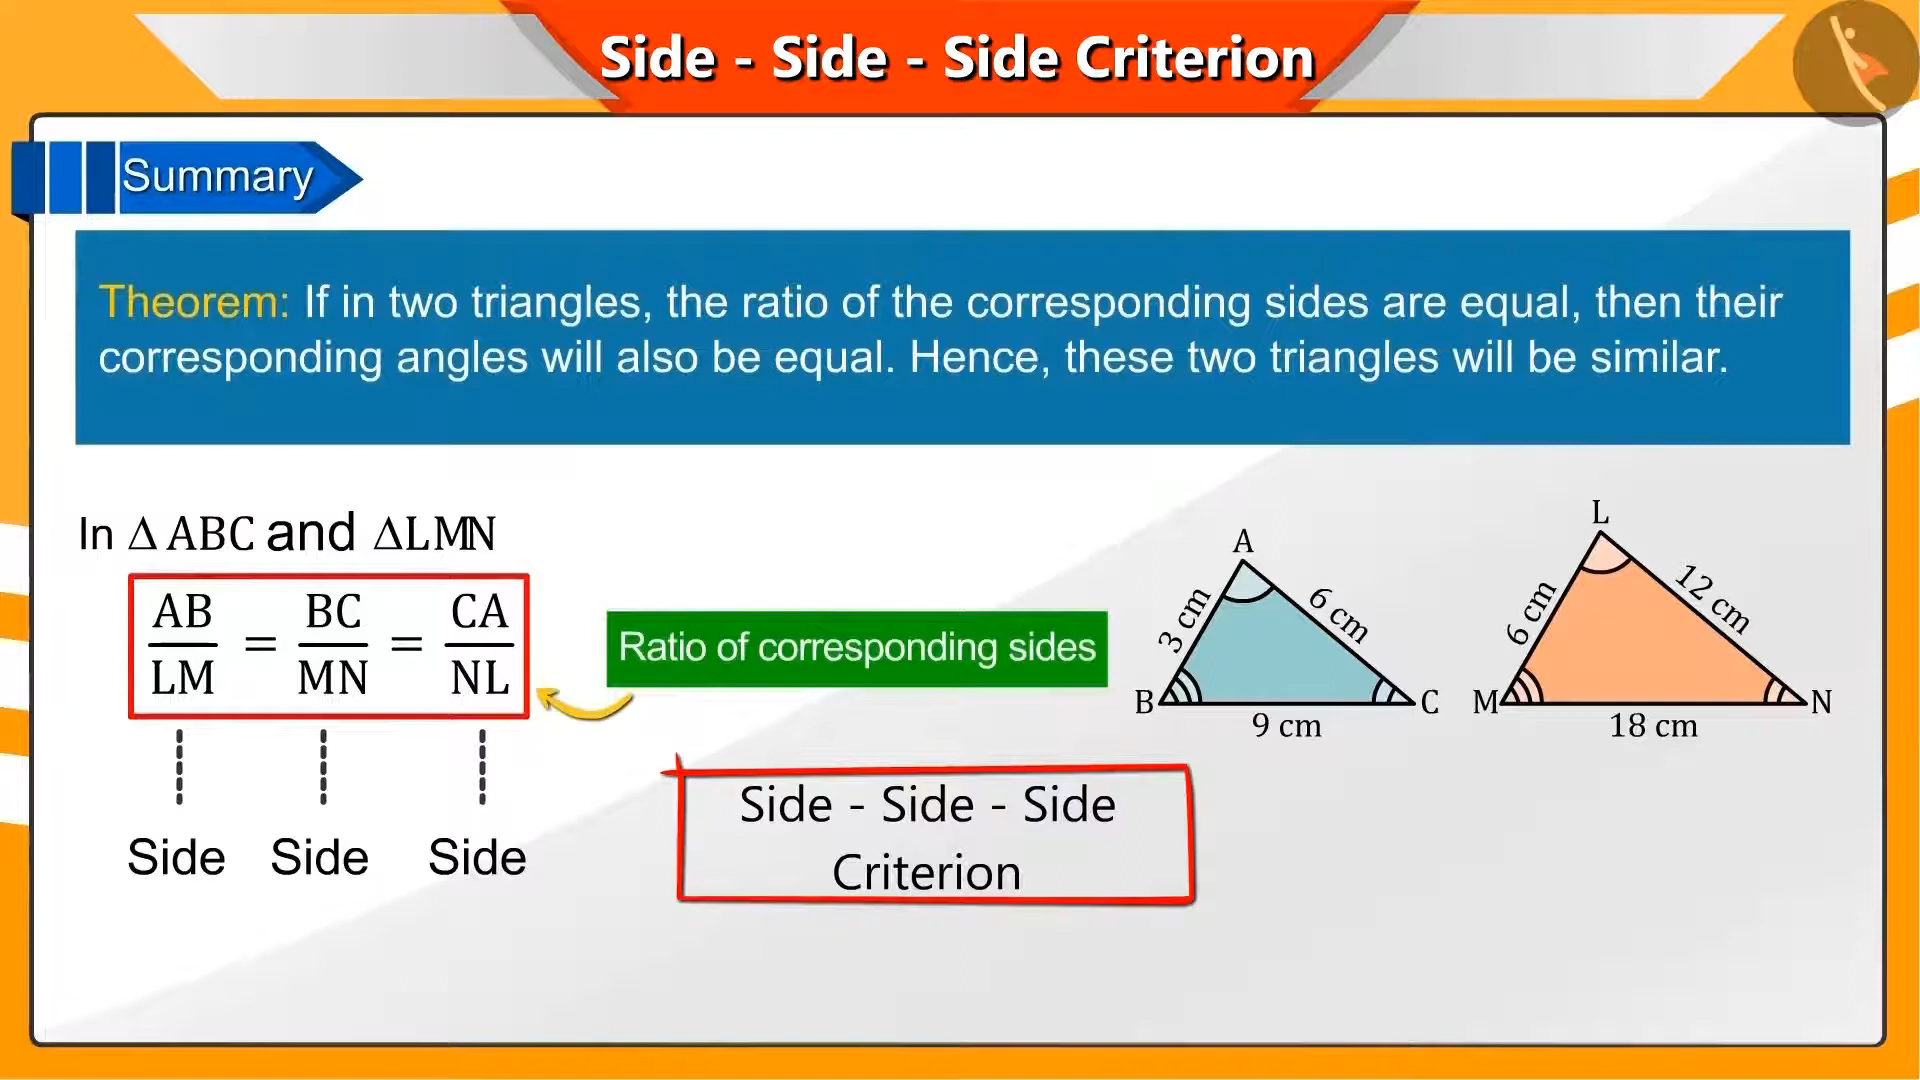 Side - Side - Side Criterion
Summary
Theorem: If in two triangles, the ratio of the corresponding sides are equal, then their
corresponding angles will also be equal. Hence, these two triangles will be similar.
In Δ ABC and ΔLMN
AB/LM = BC/MN = CA/NL
Ratio of corresponding sides
Side Side Side
Side - Side - Side
Criterion
A
3 cm
6 cm
B
C
9 cm
L
6 cm
12 cm
M
N
18 cm